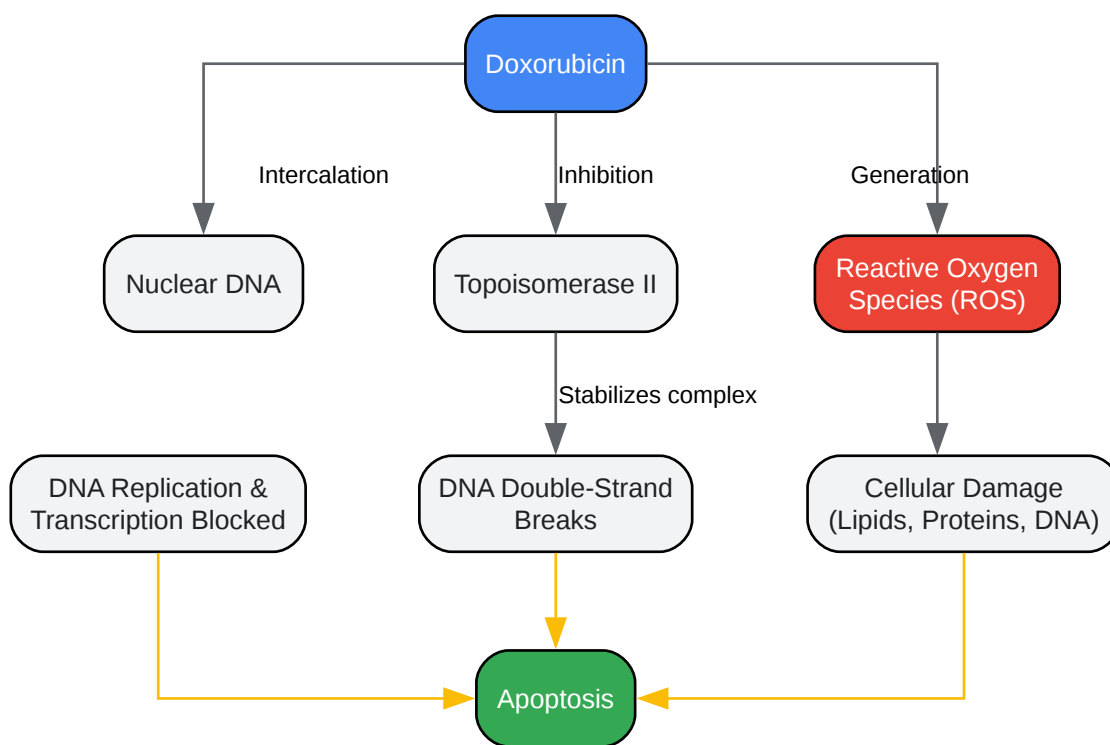 Doxorubicin
Intercalation
Inhibition
Generation
Nuclear DNA
Topoisomerase II
Reactive Oxygen
Species (ROS)
Stabilizes complex
DNA Replication &
Transcription Blocked
DNA Double-Strand
Breaks
Cellular Damage
(Lipids, Proteins, DNA)
Apoptosis